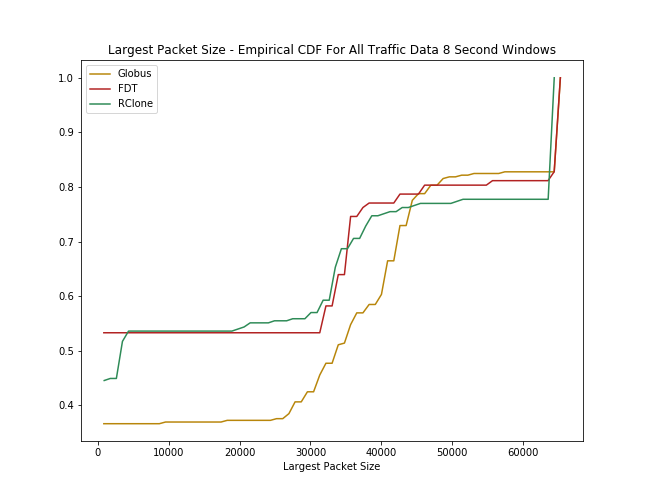 Largest Packet Size - Empirical CDF For All Traffic Data 8 Second Windows
Globus
FDT
RClone
1.0
0.9
0.8
0.7
0.6
0.5
0.4
0 10000 20000 30000 40000 50000 60000
Largest Packet Size